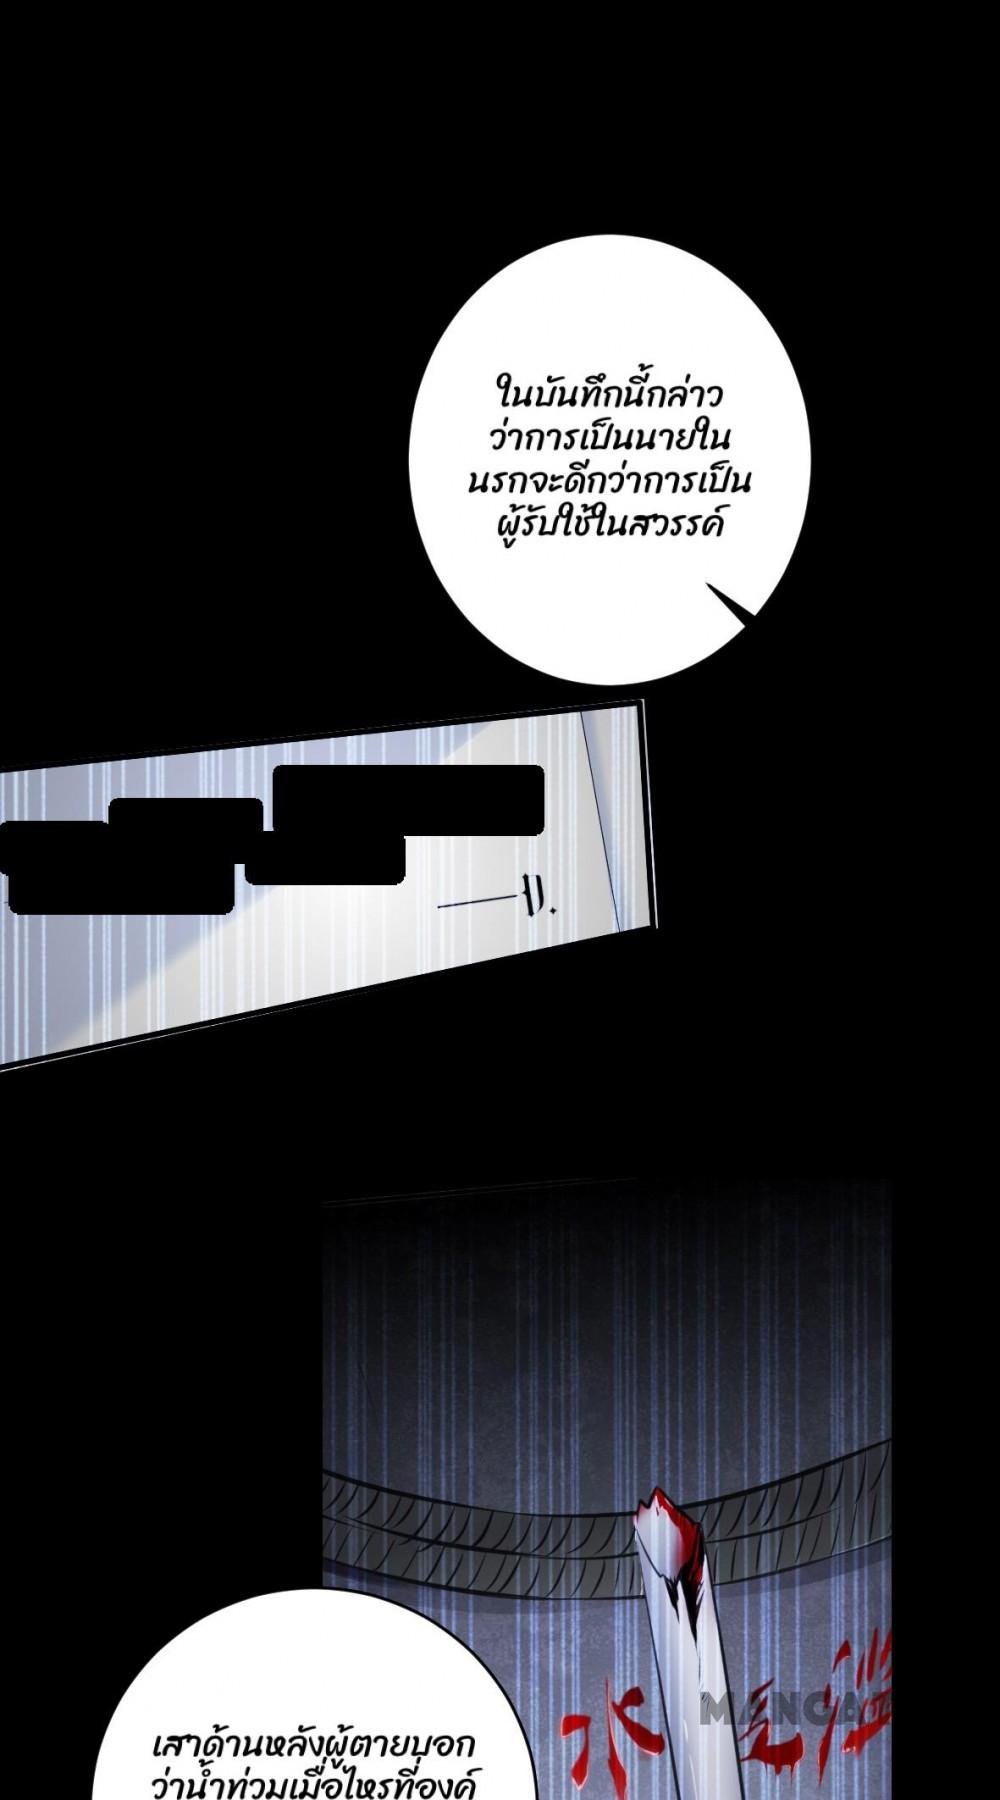 ในบันทึกนี้กล่าว
ว่าการเป็นนายใน
นรกจะดีกว่าการเป็น
ผู้รับใช้ในสวรรค์
เสาด้านหลังผู้ตายบอก
ว่าน้ำท่วมเมื่อไหร่ที่องค์
水
MANGA